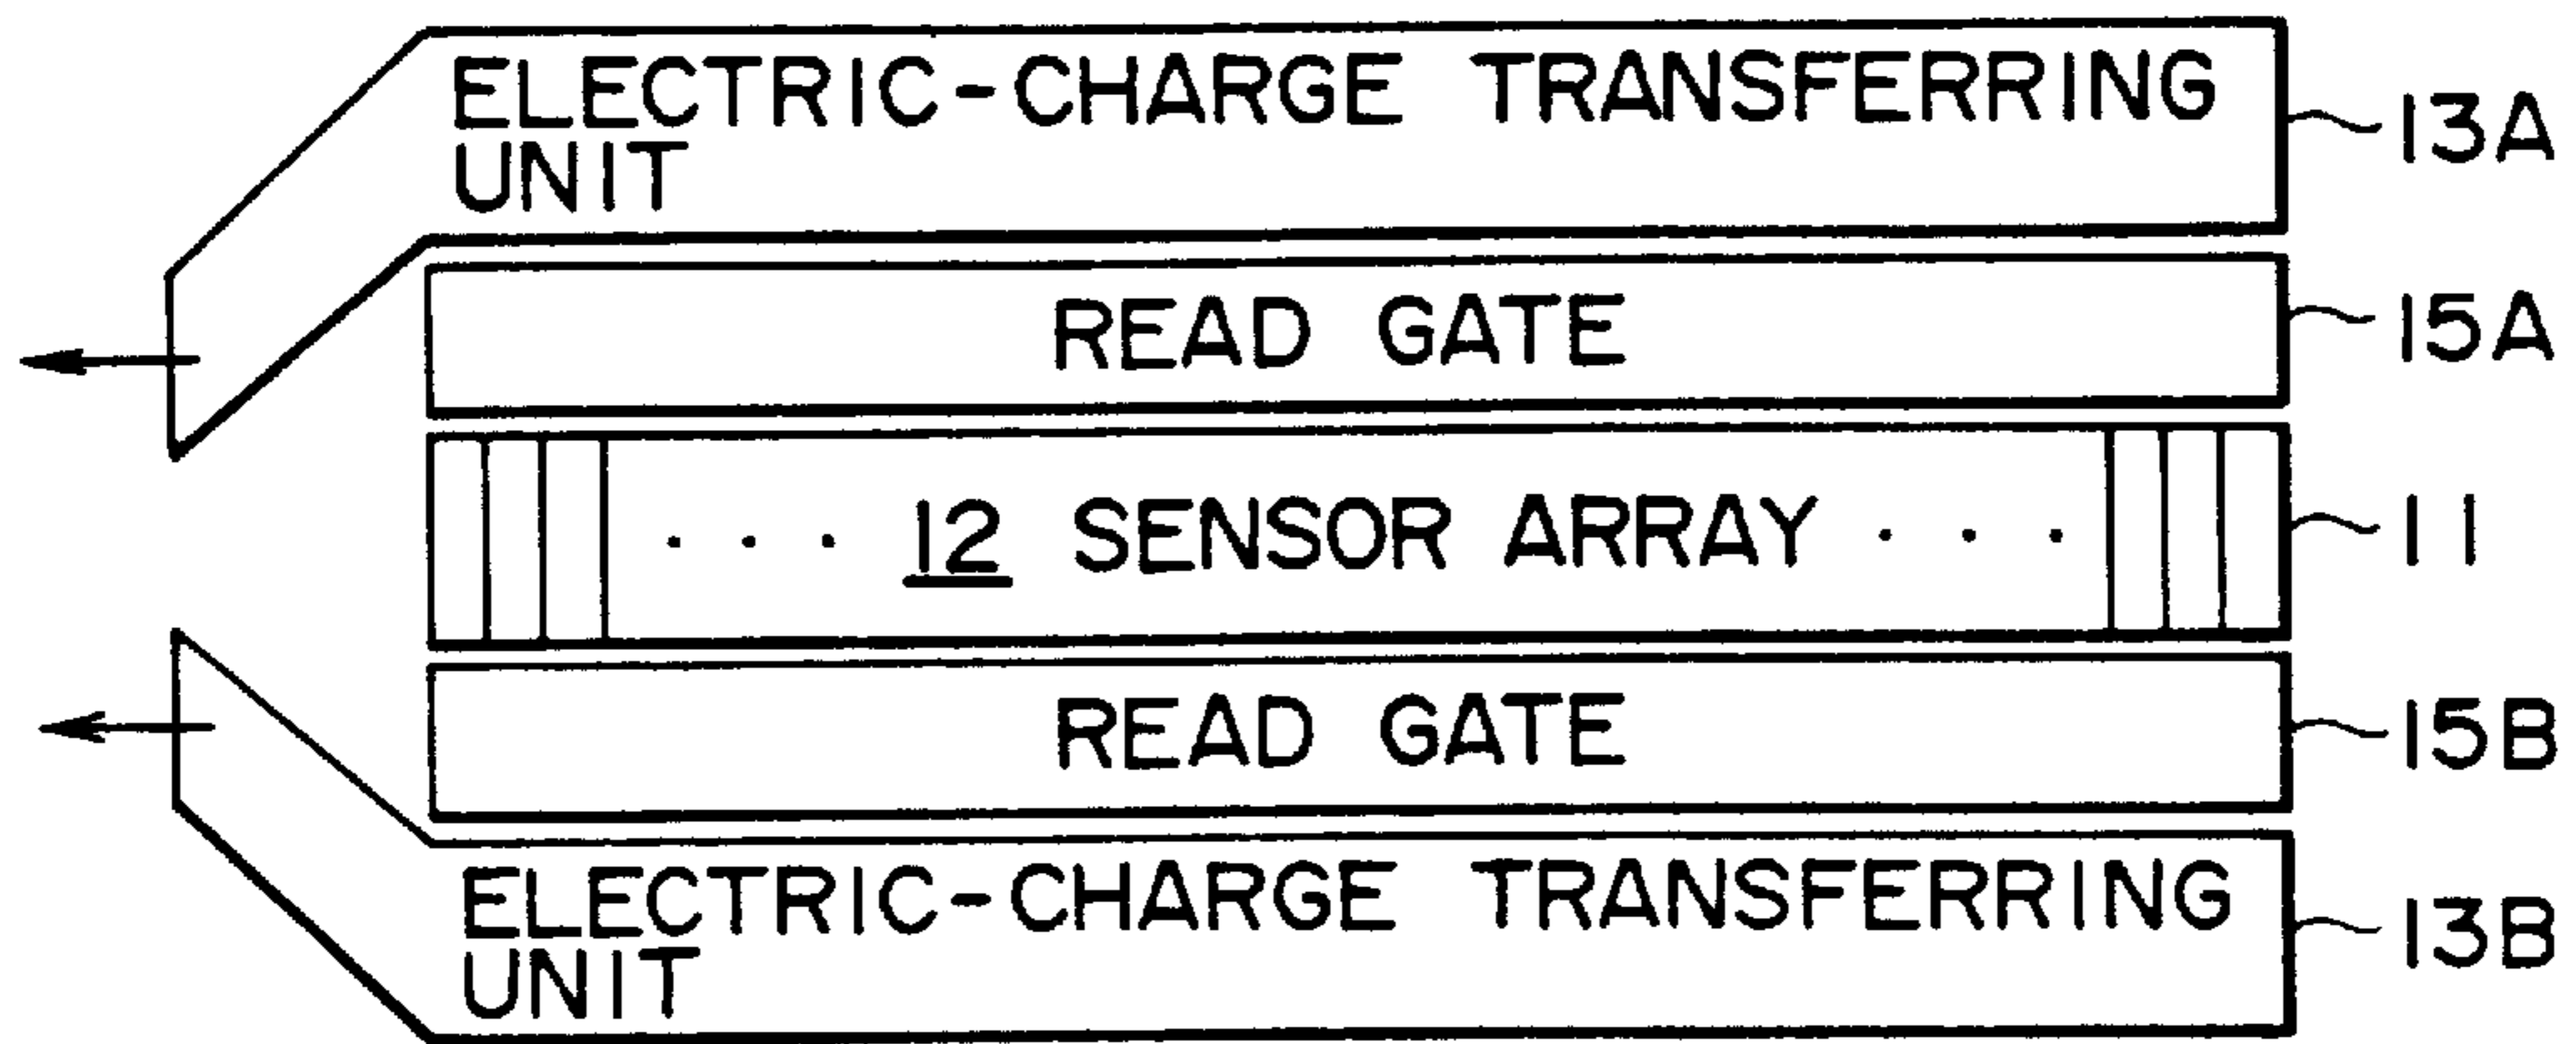 ELECTRIC-CHARGE TRANSFERRING
UNIT
13A
READ GATE
15A
· · · 12 SENSOR ARRAY · · ·
11
READ GATE
15B
ELECTRIC-CHARGE TRANSFERRING
UNIT
13B